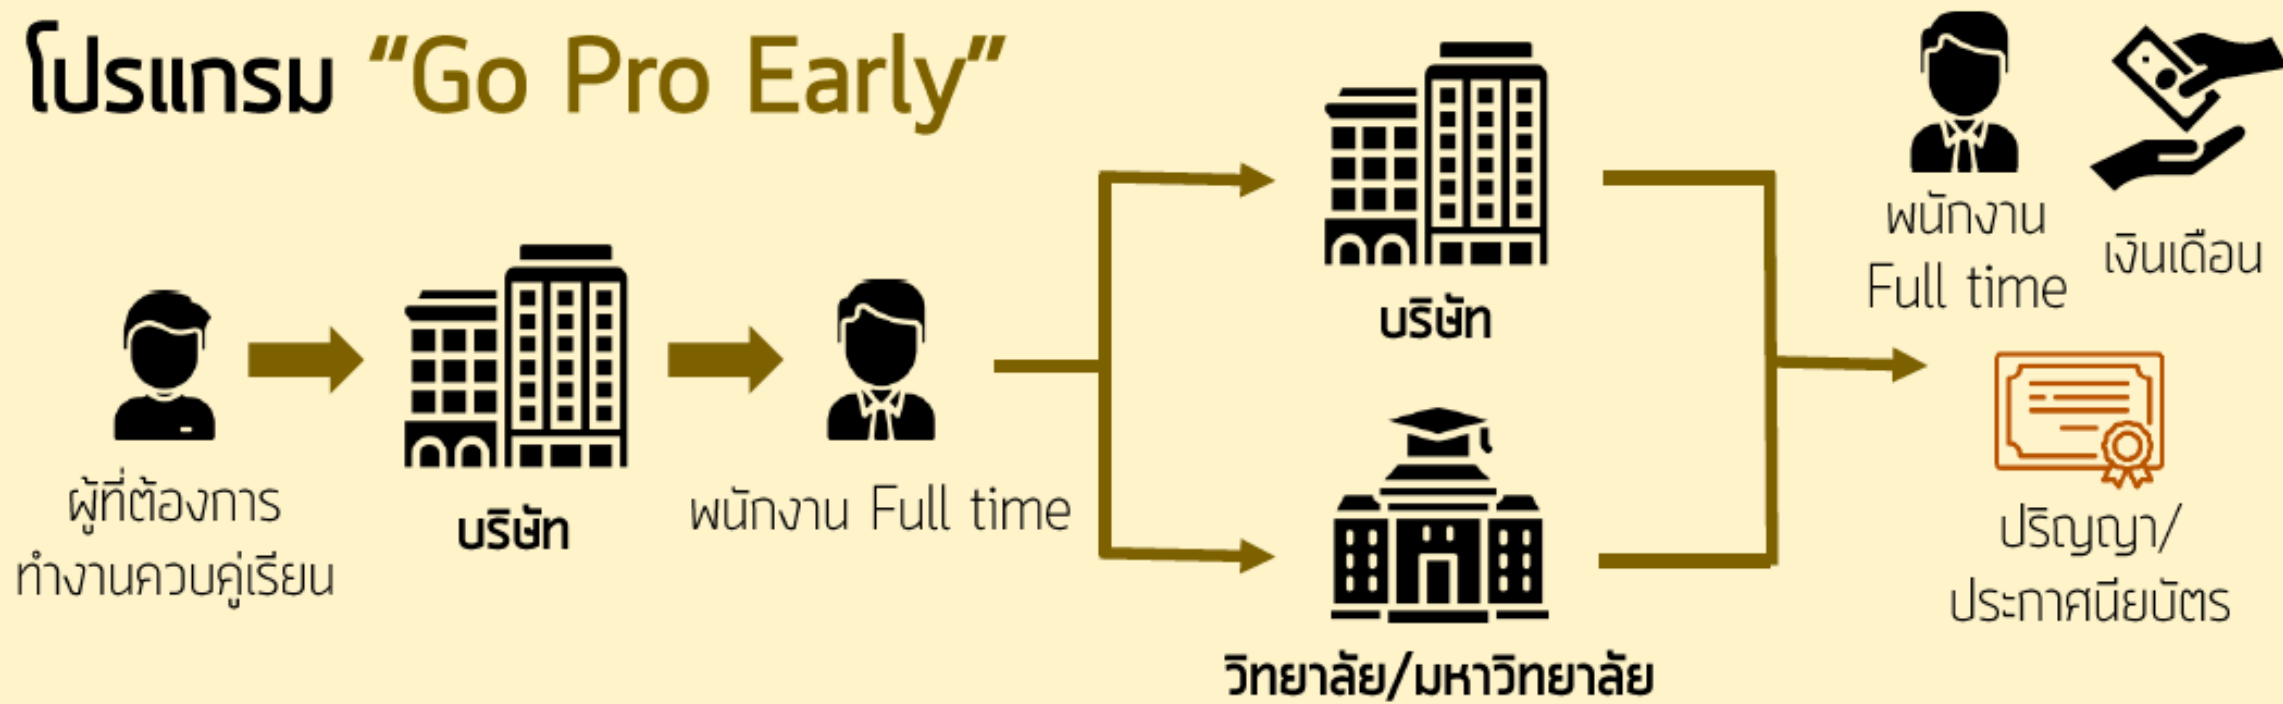 โปรแกรม “Go Pro Early”
ผู้ที่ต้องการ
ทำงานควบคู่เรียน
บริษัท
พนักงาน Full time
บริษัท
วิทยาลัย/มหาวิทยาลัย
พนักงาน
Full time
เงินเดือน
ปริญญา/
ประกาศนียบัตร